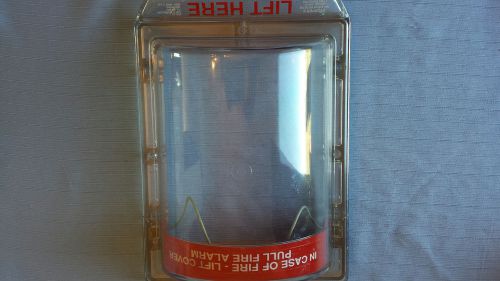 IN CASE OF FIRE - LIFT COVER
PULL FIRE ALARM
LIFT HERE